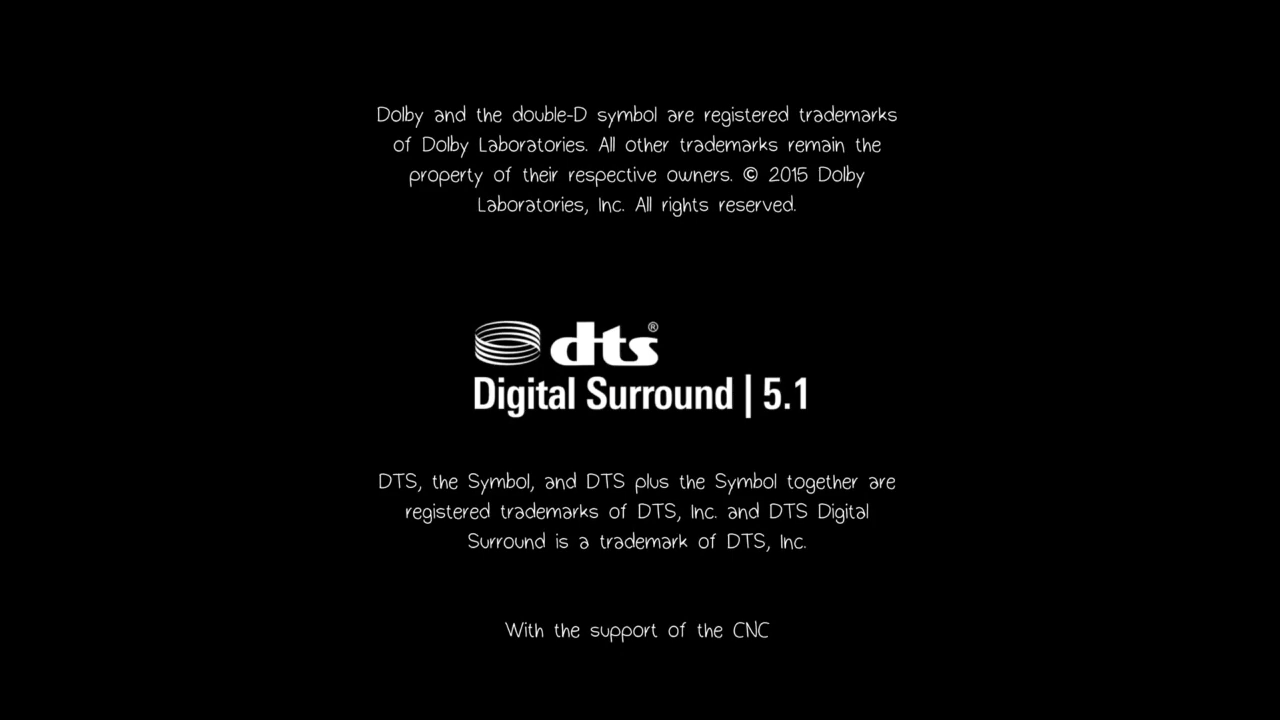 Dolby and the double-D symbol are registered trademarks
of Dolby Laboratories. All other trademarks remain the
property of their respective owners. © 2015 Dolby
Laboratories, Inc. All rights reserved.
dts®
Digital Surround | 5.1
DTS, the Symbol, and DTS plus the Symbol together are
registered trademarks of DTS, Inc. and DTS Digital
Surround is a trademark of DTS, Inc.
With the support of the CNC